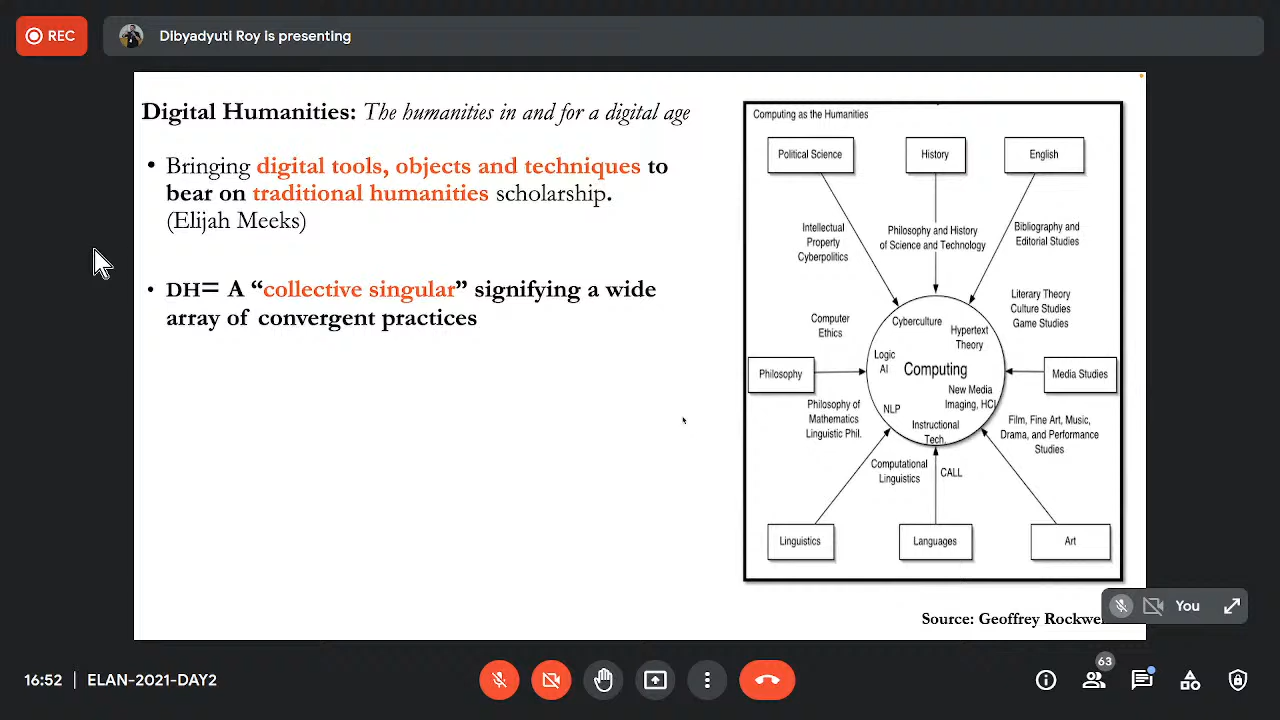 REC
Dibyadyuti Roy is presenting
Digital Humanities: The humanities in and for a digital age
• Bringing digital tools, objects and techniques to
bear on traditional humanities scholarship.
(Elijah Meeks)
• DH= A “collective singular” signifying a wide
array of convergent practices
Computing as the Humanities
Political Science
History
English
Intellectual
Property
Cyberpolitics
Philosophy and History
of Science and Technology
Bibliography and
Editorial Studies
Computer
Ethics
Literary Theory
Culture Studies
Game Studies
Cyberculture
Hypertext
Theory
Logic
AI
Computing
New Media
Imaging, HCI
NLP
Instructional
Tech.
Philosophy
Media Studies
Philosophy of
Mathematics
Linguistic Phil.
Film, Fine Art, Music,
Drama, and Performance
Studies
Computational
Linguistics
CALL
Linguistics
Languages
Art
Source: Geoffrey
You
16:52 | ELAN-2021-DAY2
63